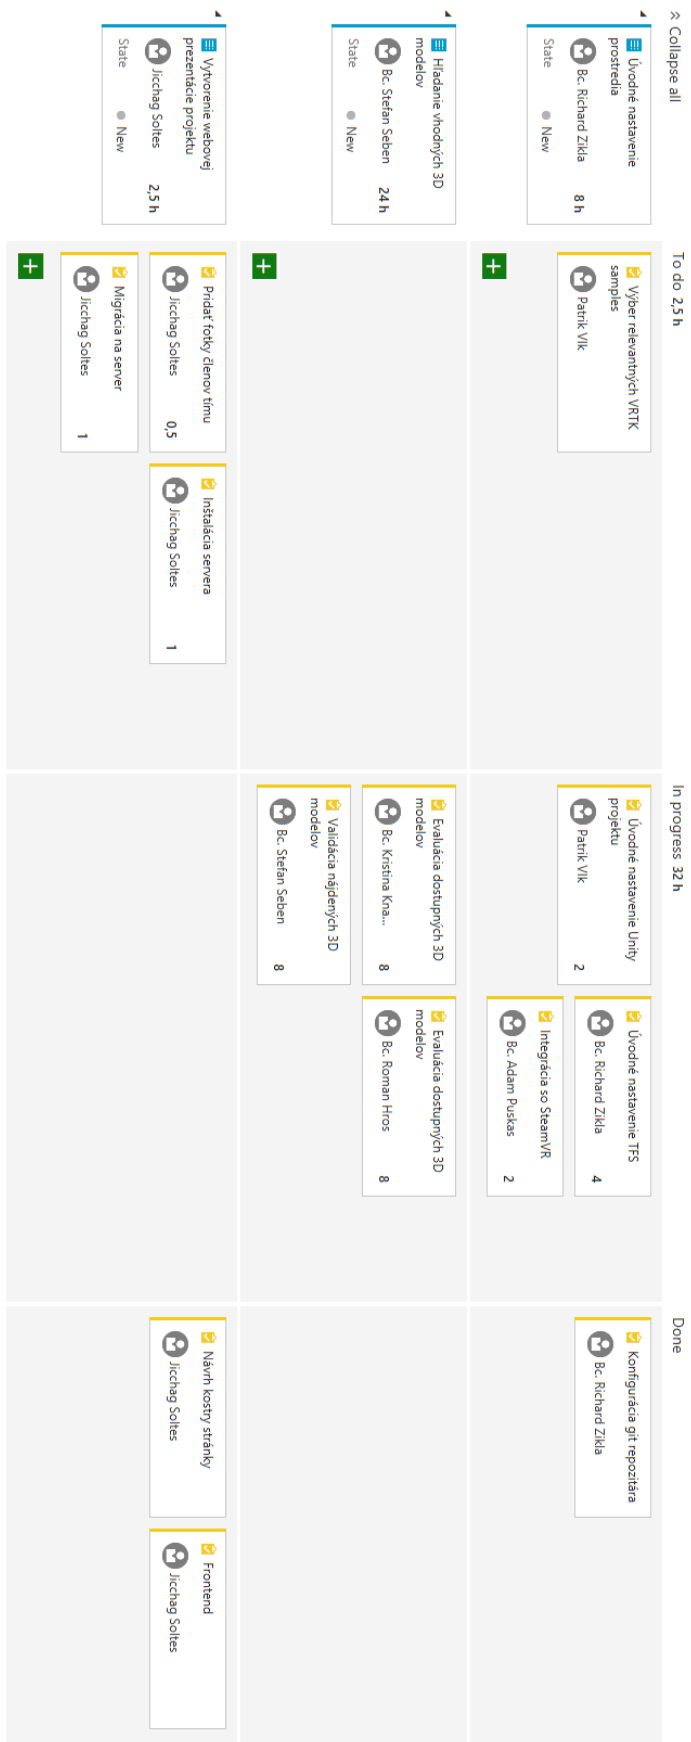 Collapse all
To do 2,5 h
In progress 32 h
Done
Úvodné nastavenie
prostredia
Bc. Richard Zikla
8 h
State
New
Výber relevantných VRTK
samples
Patrik Vlk
Úvodné nastavenie Unity
projektu
Patrik Vlk
2
Úvodné nastavenie TFS
Bc. Richard Zikla
4
Integrácia so SteamVR
Bc. Adam Puskas
2
Konfigurácia git repozitára
Bc. Richard Zikla
Hľadanie vhodných 3D
modelov
Bc. Stefan Seben
24 h
State
New
Evaluácia dostupných 3D
modelov
Bc. Kristina Kna...
8
Evaluácia dostupných 3D
modelov
Bc. Roman Hros
8
Validácia nájdených 3D
modelov
Bc. Stefan Seben
8
Vytvorenie webovej
prezentácie projektu
Jicchag Soltes
2,5 h
State
New
Pridať fotky členov tímu
Jicchag Soltes
0,5
Inštalácia servera
Jicchag Soltes
1
Migrácia na server
Jicchag Soltes
1
Návrh kostry stránky
Jicchag Soltes
Frontend
Jicchag Soltes